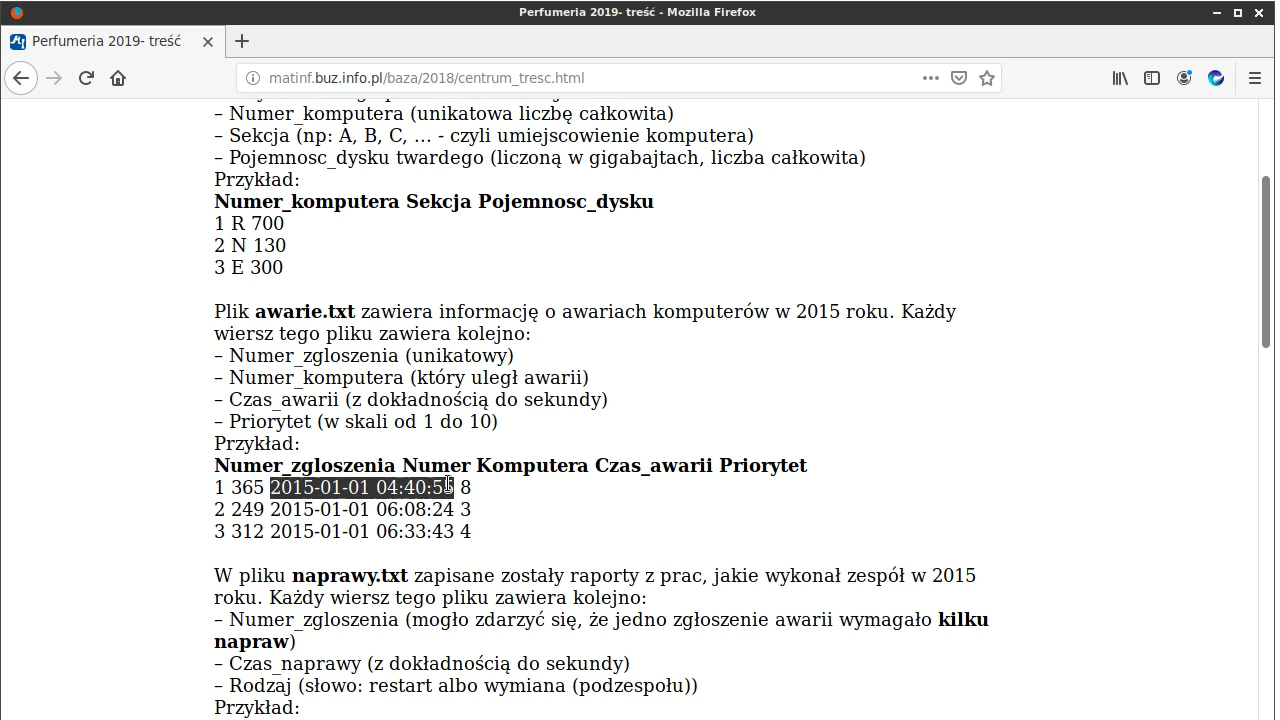 Perfumeria 2019- treść - Mozilla Firefox
Perfumeria 2019- treść
matinf.buz.info.pl/baza/2018/centrum_tresc.html
– Numer_komputera (unikatowa liczbę całkowita)
– Sekcja (np: A, B, C, ... - czyli umiejscowienie komputera)
– Pojemnosc_dysku twardego (liczoną w gigabajtach, liczba całkowita)
Przykład:
Numer_komputera Sekcja Pojemnosc_dysku
1 R 700
2 N 130
3 E 300
Plik awarie.txt zawiera informację o awariach komputerów w 2015 roku. Każdy
wiersz tego pliku zawiera kolejno:
– Numer_zgloszenia (unikatowy)
– Numer_komputera (który uległ awarii)
– Czas_awarii (z dokładnością do sekundy)
– Priorytet (w skali od 1 do 10)
Przykład:
Numer_zgloszenia Numer Komputera Czas_awarii Priorytet
1 365 2015-01-01 04:40:55 8
2 249 2015-01-01 06:08:24 3
3 312 2015-01-01 06:33:43 4
W pliku naprawy.txt zapisane zostały raporty z prac, jakie wykonał zespół w 2015
roku. Każdy wiersz tego pliku zawiera kolejno:
– Numer_zgloszenia (mogło zdarzyć się, że jedno zgłoszenie awarii wymagało kilku
napraw)
– Czas_naprawy (z dokładnością do sekundy)
– Rodzaj (słowo: restart albo wymiana (podzespołu))
Przykład: